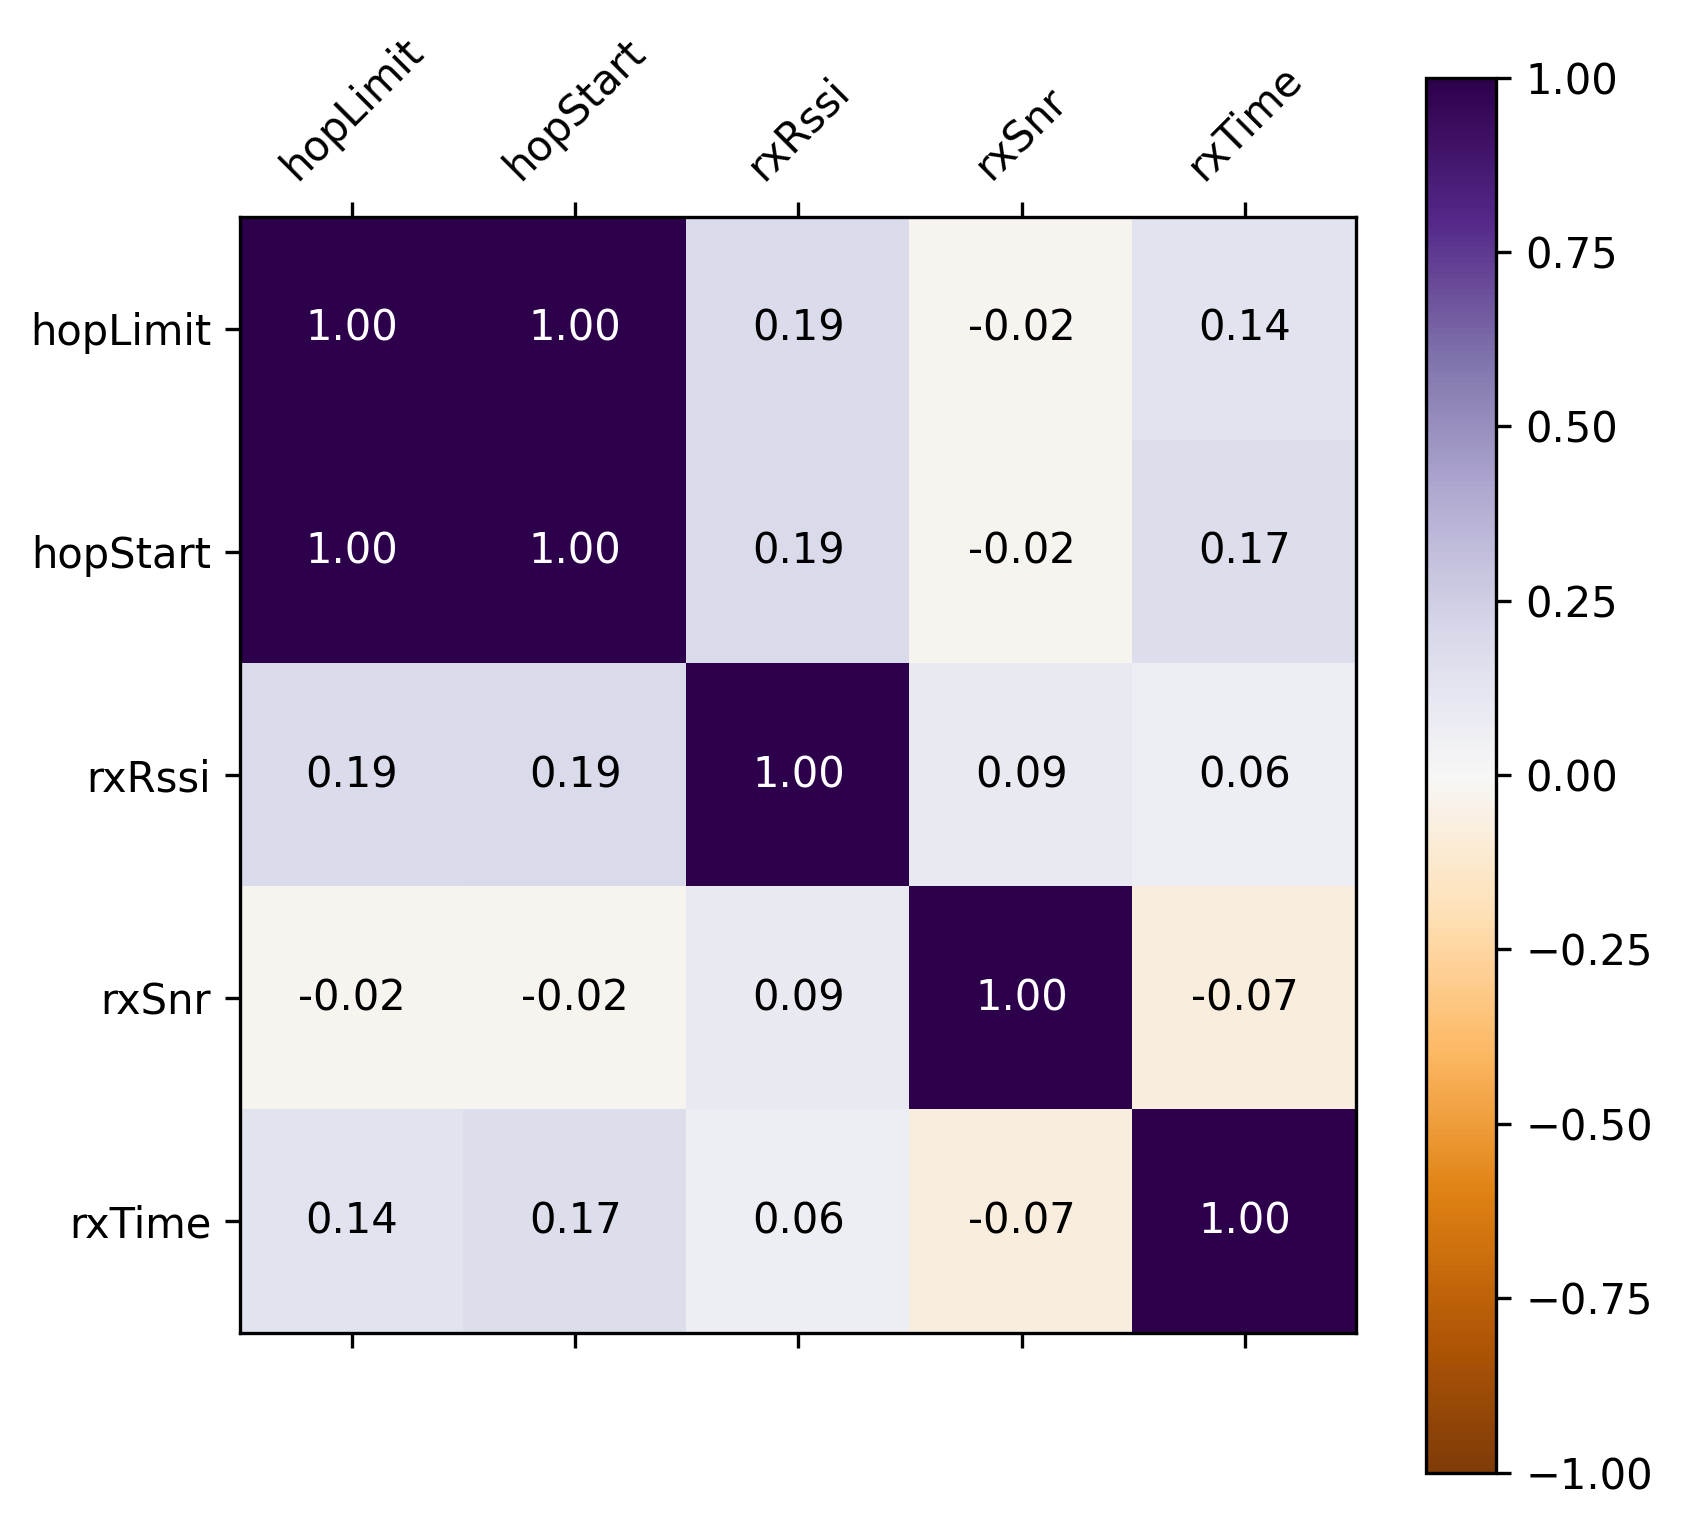 hopLimit hopStart rxRssi rxSnr rxTime
hopLimit 1.00 1.00 0.19 -0.02 0.14
hopStart 1.00 1.00 0.19 -0.02 0.17
rxRssi 0.19 0.19 1.00 0.09 0.06
rxSnr -0.02 -0.02 0.09 1.00 -0.07
rxTime 0.14 0.17 0.06 -0.07 1.00
1.00
0.75
0.50
0.25
0.00
−0.25
−0.50
−0.75
−1.00